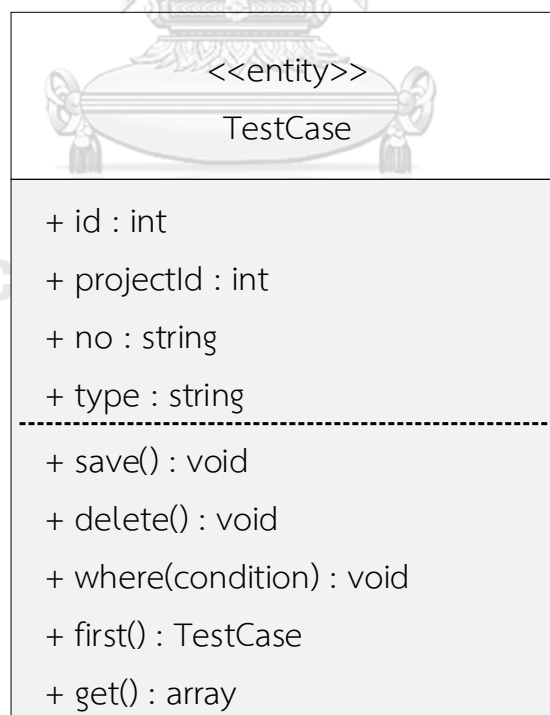 <<entity>>
TestCase
+ id : int
+ projectId : int
+ no : string
+ type : string
+ save() : void
+ delete() : void
+ where(condition) : void
+ first() : TestCase
+ get() : array